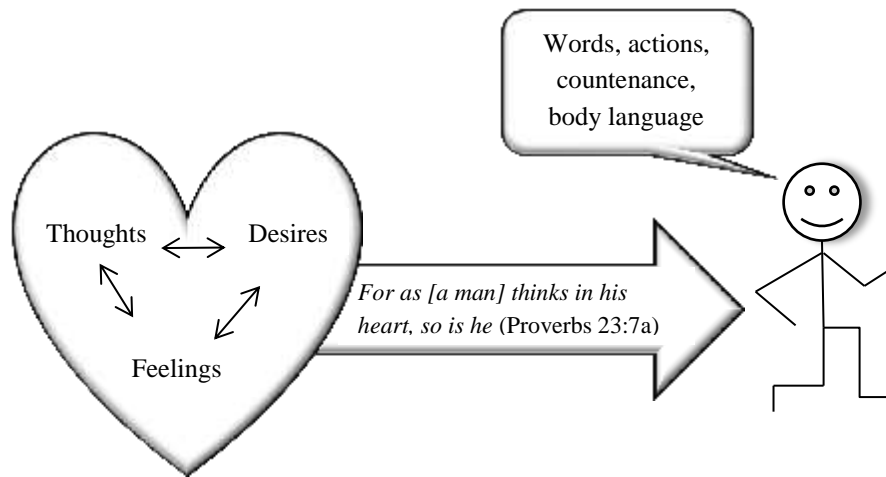 Words, actions,
countenance,
body language
Thoughts
Desires
Feelings
For as [a man] thinks in his
heart, so is he (Proverbs 23:7a)